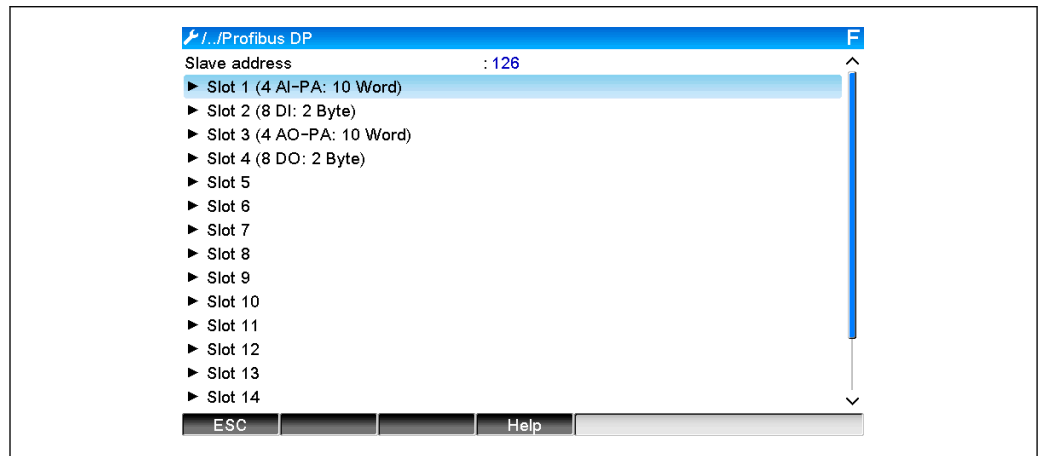 /../Profibus DP F
Slave address : 126
► Slot 1 (4 AI-PA: 10 Word)
► Slot 2 (8 DI: 2 Byte)
► Slot 3 (4 AO-PA: 10 Word)
► Slot 4 (8 DO: 2 Byte)
► Slot 5
► Slot 6
► Slot 7
► Slot 8
► Slot 9
► Slot 10
► Slot 11
► Slot 12
► Slot 13
► Slot 14
ESC Help